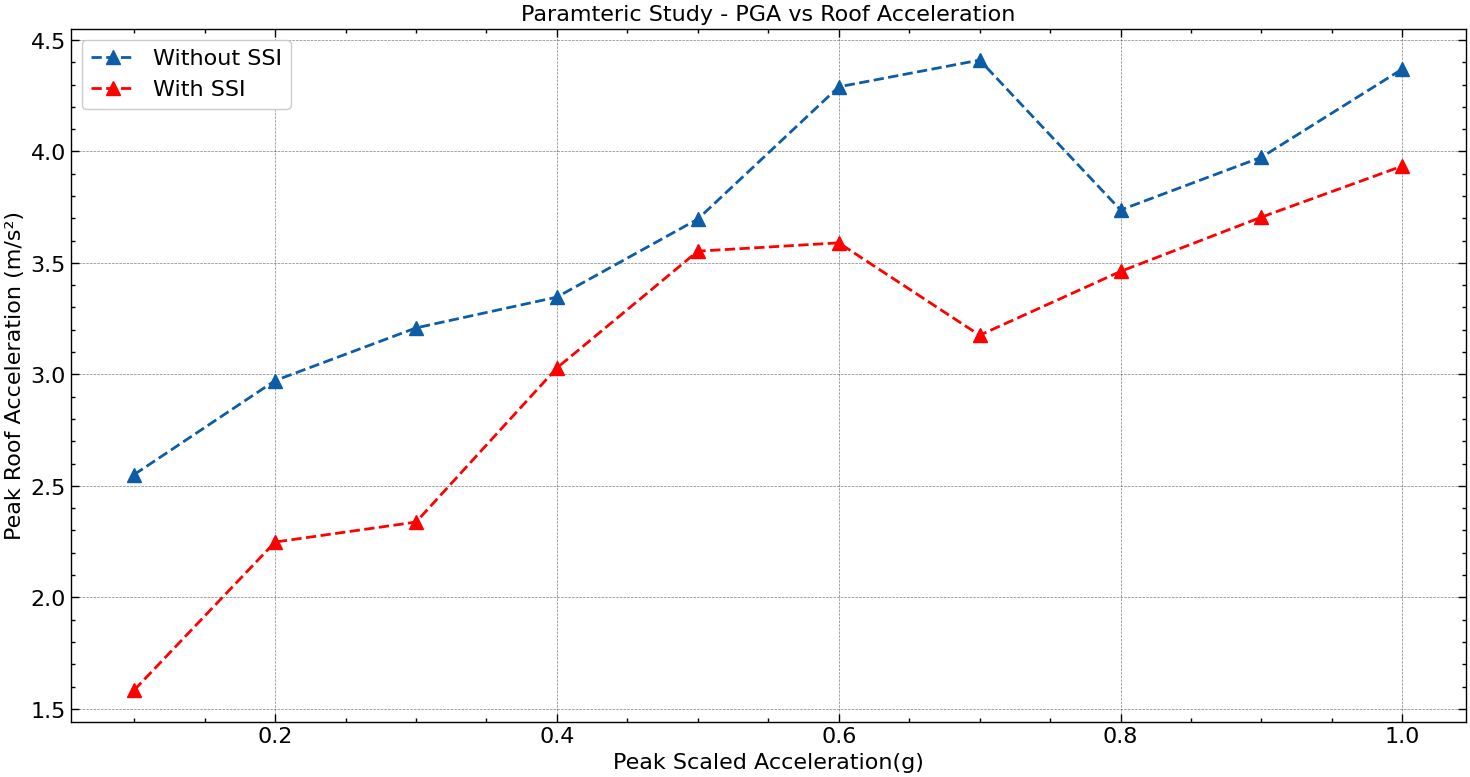 Paramteric Study - PGA vs Roof Acceleration
Without SSI
With SSI
Peak Roof Acceleration (m/s²)
4.5
4.0
3.5
3.0
2.5
2.0
1.5
0.2
0.4
0.6
0.8
1.0
Peak Scaled Acceleration(g)